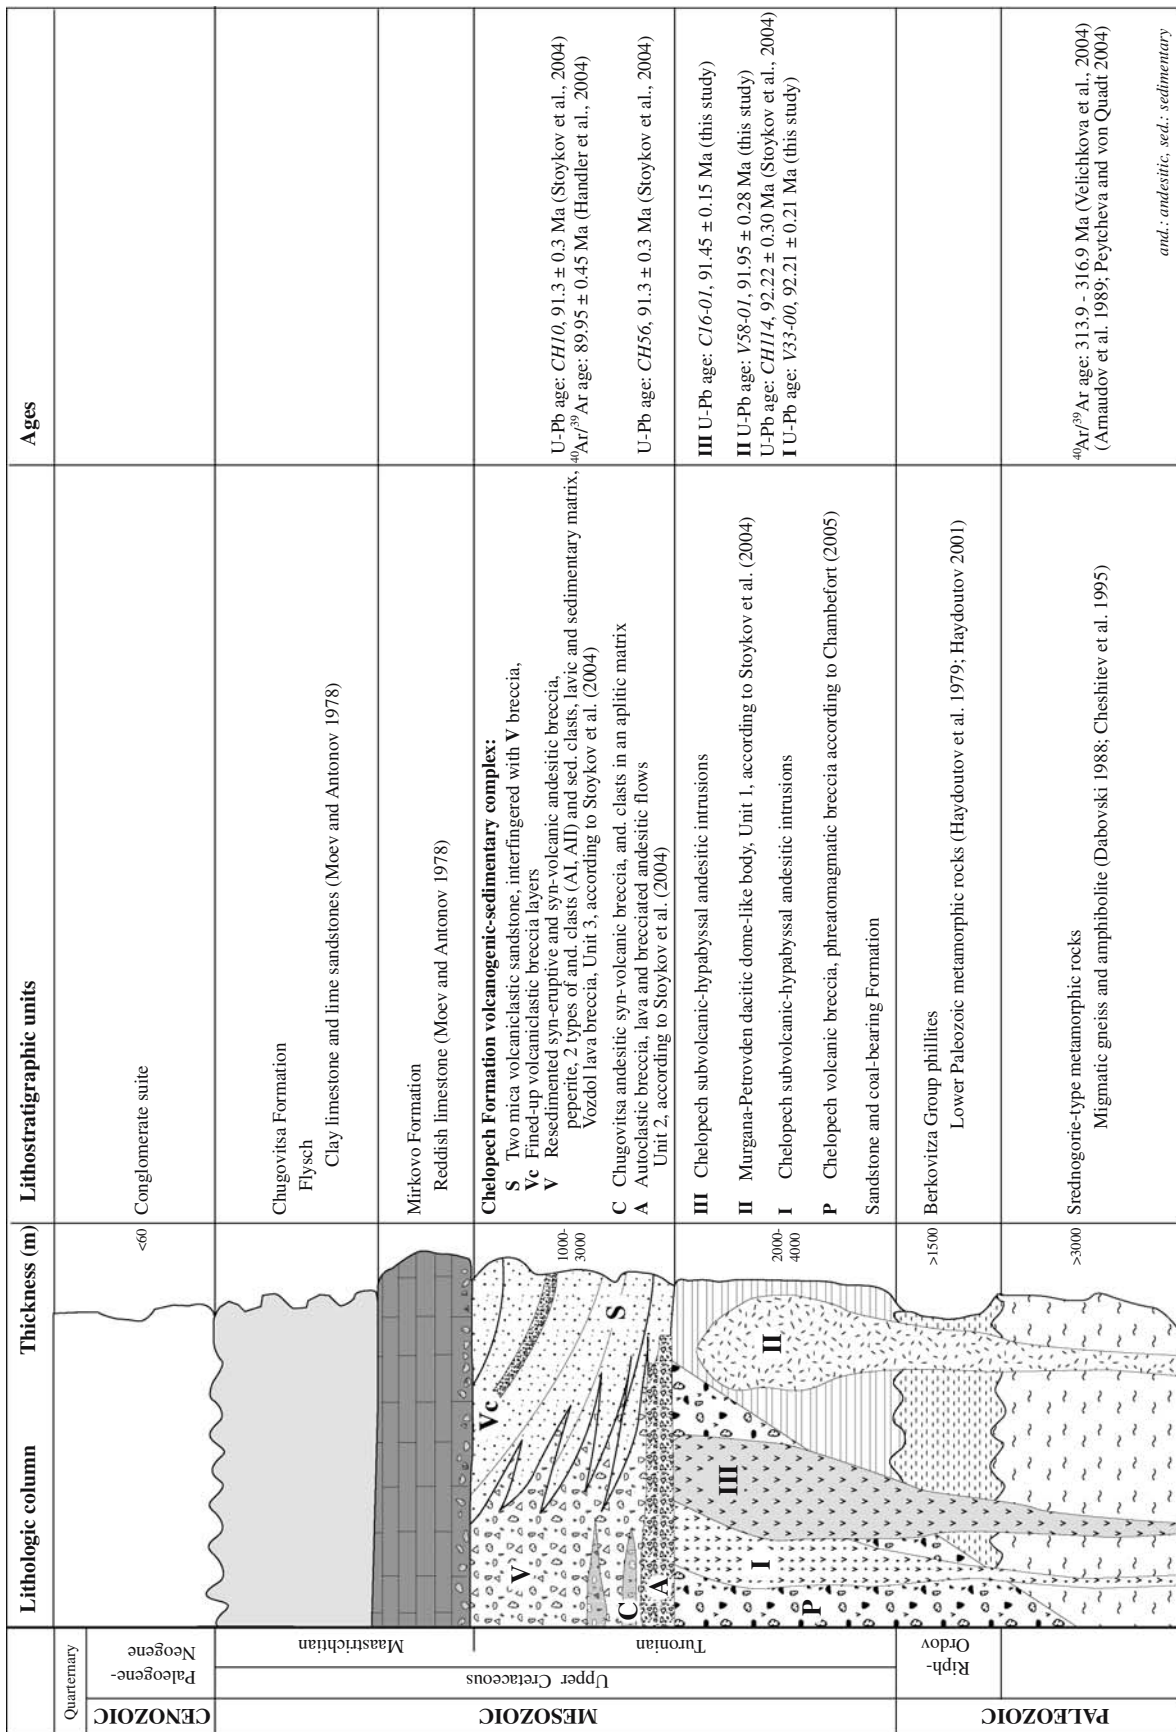 Lithologic column
Thickness (m)
Lithostratigraphic units
Ages
CENOZOIC
Quarternary
Paleogene-
Neogene
<60
Conglomerate suite
MESOZOIC
Upper Cretaceous
Maastrichtian
Chugovitsa Formation
Flysch
Clay limestone and lime sandstones (Moev and Antonov 1978)
Mirkovo Formation
Reddish limestone (Moev and Antonov 1978)
Turonian
Vc
S
V
C
A
1000-
3000
Chelopech Formation volcanogenic-sedimentary complex:
S Two mica volcaniclastic sandstone, interfingered with V breccia,
Vc Fined-up volcaniclastic breccia layers
V Resedimented syn-eruptive and syn-volcanic andesitic breccia,
peperite, 2 types of and. clasts (AI, AII) and sed. clasts, lavic and sedimentary matrix,
Vozdol lava breccia, Unit 3, according to Stoykov et al. (2004)
C Chugovitsa andesitic syn-volcanic breccia, and. clasts in an aplitic matrix
A Autoclastic breccia, lava and brecciated andesitic flows
Unit 2, according to Stoykov et al. (2004)
U-Pb age: CH10, 91.3 ± 0.3 Ma (Stoykov et al., 2004)
40Ar/39Ar age: 89.95 ± 0.45 Ma (Handler et al., 2004)
U-Pb age: CH56, 91.3 ± 0.3 Ma (Stoykov et al., 2004)
III
II
I
P
2000-
4000
III Chelopech subvolcanic-hypabyssal andesitic intrusions
II Murgana-Petrovden dacitic dome-like body, Unit 1, according to Stoykov et al. (2004)
I Chelopech subvolcanic-hypabyssal andesitic intrusions
P Chelopech volcanic breccia, phreatomagmatic breccia according to Chambefort (2005)
Sandstone and coal-bearing Formation
III U-Pb age: C16-01, 91.45 ± 0.15 Ma (this study)
II U-Pb age: V58-01, 91.95 ± 0.28 Ma (this study)
U-Pb age: CH114, 92.22 ± 0.30 Ma (Stoykov et al., 2004)
I U-Pb age: V33-00, 92.21 ± 0.21 Ma (this study)
PALEOZOIC
Riph-
Ordov
>1500
Berkovitza Group phillites
Lower Paleozoic metamorphic rocks (Haydoutov et al. 1979; Haydoutov 2001)
>3000
Srednogorie-type metamorphic rocks
Migmatic gneiss and amphibolite (Dabovski 1988; Cheshitev et al. 1995)
40Ar/39Ar age: 313.9 - 316.9 Ma (Velichkova et al., 2004)
(Arnaudov et al. 1989; Peytcheva and von Quadt 2004)
and.: andesitic, sed.: sedimentary